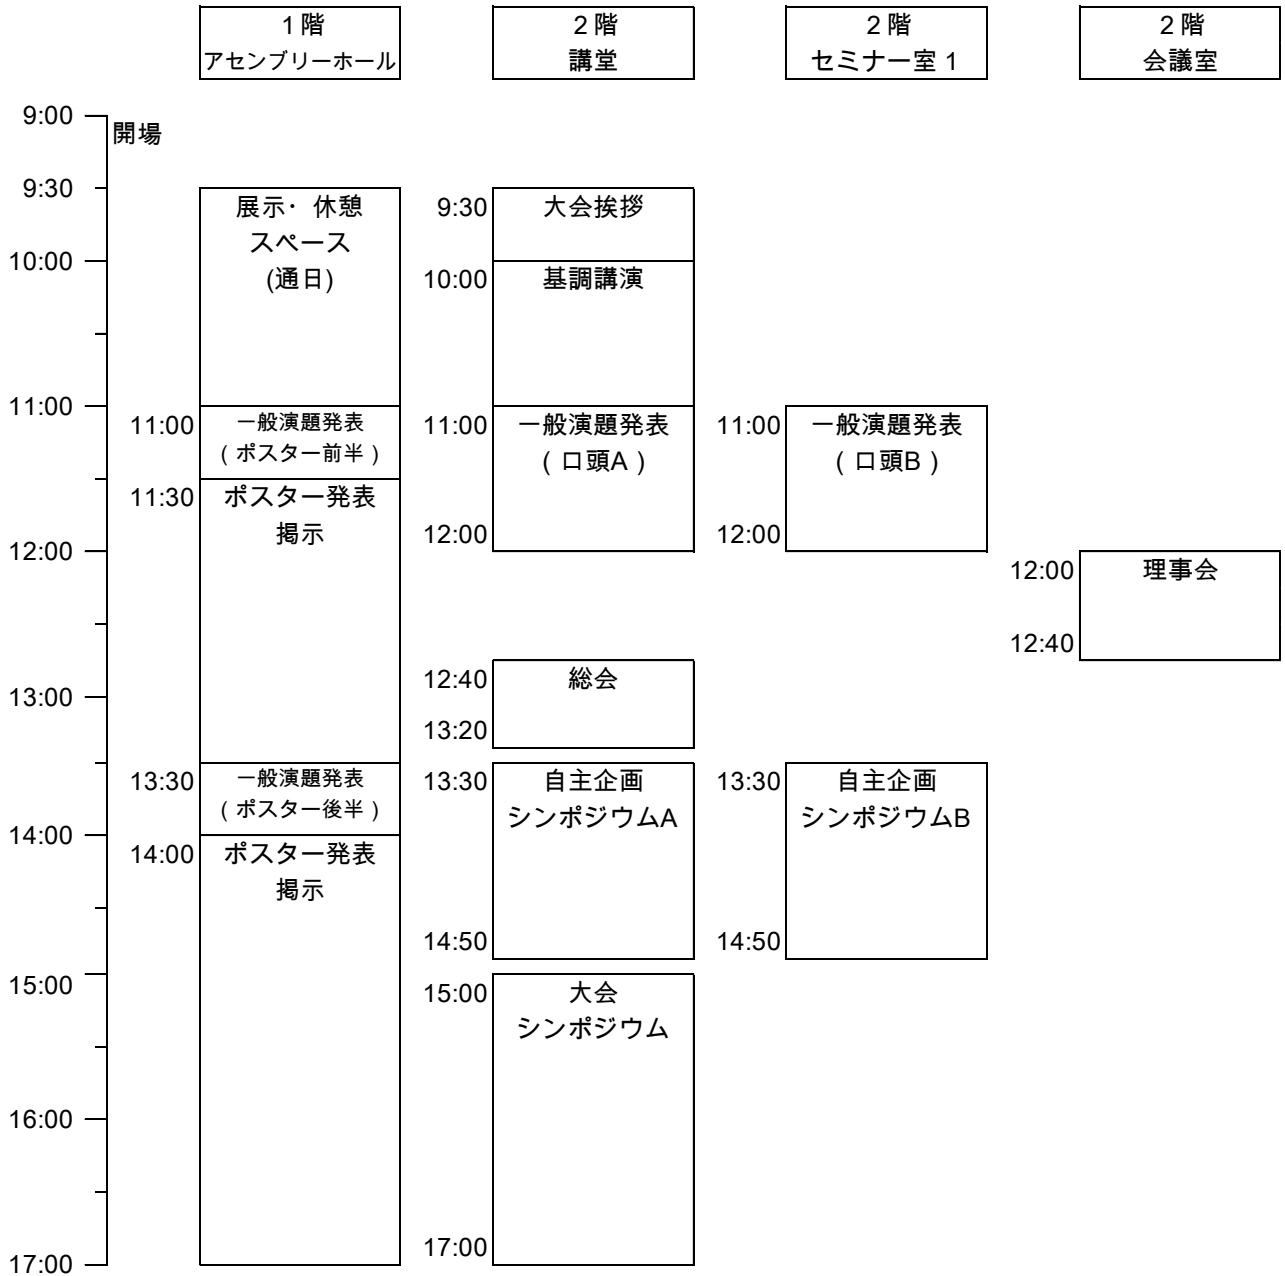 1階
アセンブリーホール
2階
講堂
2階
セミナー室 1
2階
会議室
9:00
開場
9:30
展示・ 休憩
スペース
(通日)
9:30
大会挨拶
10:00
10:00
基調講演
11:00
11:00
一般演題発表
( ポスター前半 )
11:00
一般演題発表
( 口頭A )
11:00
一般演題発表
( 口頭B )
11:30
ポスター発表
掲示
12:00
12:00
12:00
12:00
理事会
12:40
12:40
総会
13:00
13:20
13:30
一般演題発表
( ポスター後半 )
13:30
自主企画
シンポジウムA
13:30
自主企画
シンポジウムB
14:00
14:00
ポスター発表
掲示
14:50
14:50
15:00
15:00
大会
シンポジウム
16:00
17:00
17:00